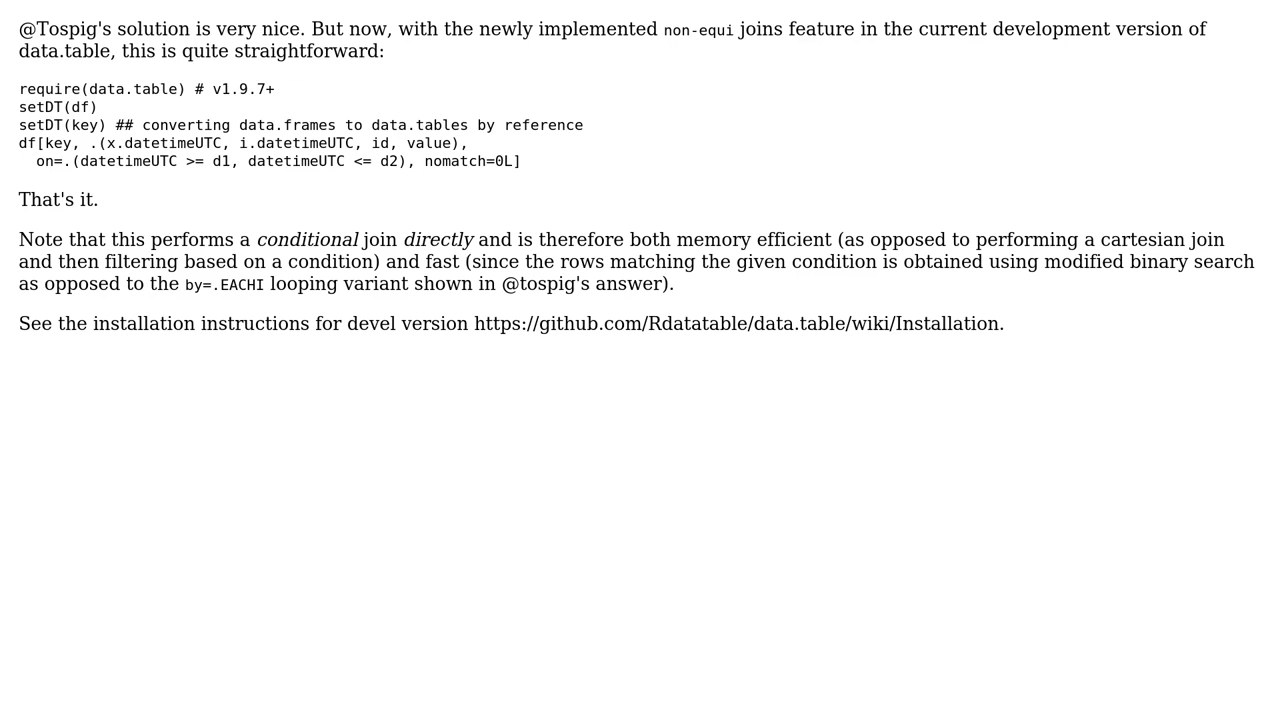 @Tospig's solution is very nice. But now, with the newly implemented non-equi joins feature in the current development version of
data.table, this is quite straightforward:
require(data.table) # v1.9.7+
setDT(df)
setDT(key) ## converting data.frames to data.tables by reference
df[key, .(x.datetimeUTC, i.datetimeUTC, id, value),
  on=.(datetimeUTC >= d1, datetimeUTC <= d2), nomatch=0L]
That's it.
Note that this performs a conditional join directly and is therefore both memory efficient (as opposed to performing a cartesian join
and then filtering based on a condition) and fast (since the rows matching the given condition is obtained using modified binary search
as opposed to the by=.EACHI looping variant shown in @tospig's answer).
See the installation instructions for devel version https://github.com/Rdatatable/data.table/wiki/Installation.